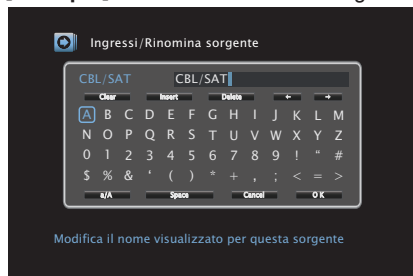 Ingressi/Rinomina sorgente
CBL/SAT CBL/SAT
Clear Insert Delete ← →
A B C D E F G H I J K L M
N O P Q R S T U V W X Y Z
0 1 2 3 4 5 6 7 8 9 ! “ #
$ % & ‘ ( ) * + , ; < = >
a/A Space Cancel OK
Modifica il nome visualizzato per questa sorgente